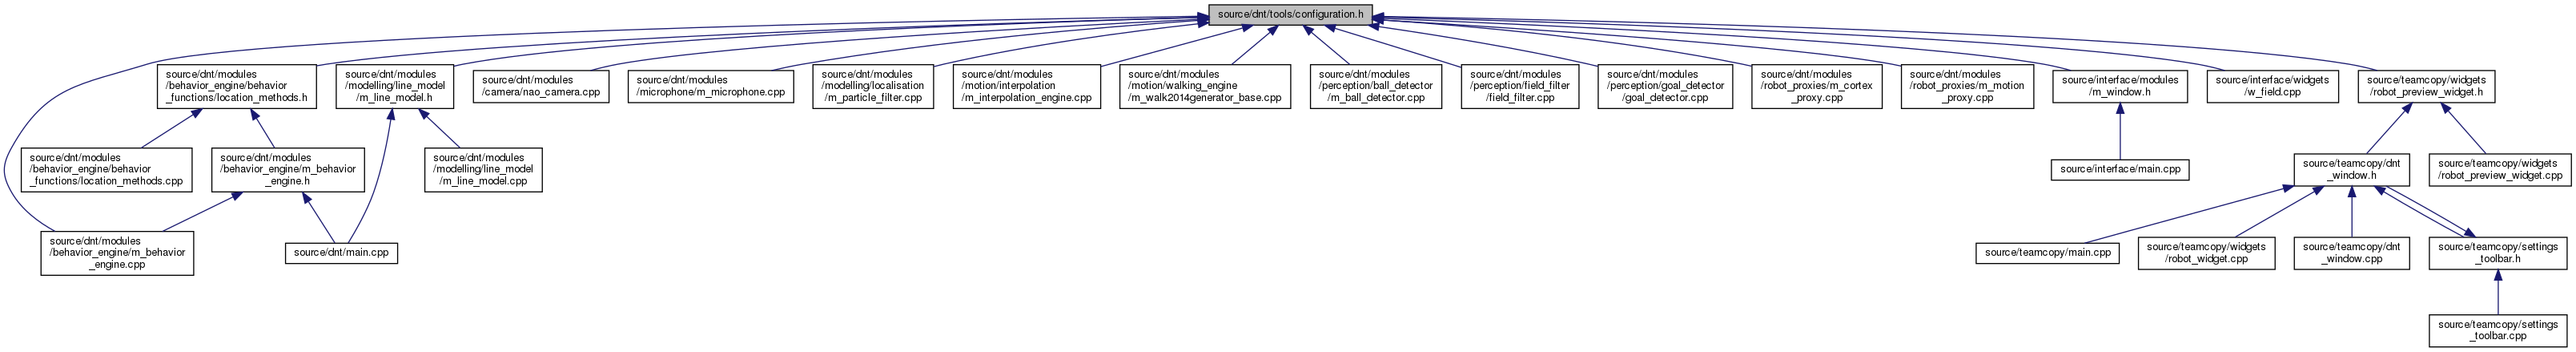 source/dnt/tools/configuration.h
source/dnt/modules
/behavior_engine/behavior
_functions/location_methods.h
source/dnt/modules
/modelling/line_model
/m_line_model.h
source/dnt/modules
/camera/nao_camera.cpp
source/dnt/modules
/microphone/m_microphone.cpp
source/dnt/modules
/modelling/localisation
/m_particle_filter.cpp
source/dnt/modules
/motion/interpolation
/m_interpolation_engine.cpp
source/dnt/modules
/motion/walking_engine
/m_walk2014generator_base.cpp
source/dnt/modules
/perception/ball_detector
/m_ball_detector.cpp
source/dnt/modules
/perception/field_filter
/field_filter.cpp
source/dnt/modules
/perception/goal_detector
/goal_detector.cpp
source/dnt/modules
/robot_proxies/m_cortex
_proxy.cpp
source/dnt/modules
/robot_proxies/m_motion
_proxy.cpp
source/interface/modules
/m_window.h
source/interface/widgets
/w_field.cpp
source/teamcopy/widgets
/robot_preview_widget.h
source/dnt/modules
/behavior_engine/behavior
_functions/location_methods.cpp
source/dnt/modules
/behavior_engine/m_behavior
_engine.h
source/dnt/modules
/modelling/line_model
/m_line_model.cpp
source/interface/main.cpp
source/teamcopy/dnt
_window.h
source/teamcopy/widgets
/robot_preview_widget.cpp
source/dnt/modules
/behavior_engine/m_behavior
_engine.cpp
source/dnt/main.cpp
source/teamcopy/main.cpp
source/teamcopy/widgets
/robot_widget.cpp
source/teamcopy/dnt
_window.cpp
source/teamcopy/settings
_toolbar.h
source/teamcopy/settings
_toolbar.cpp